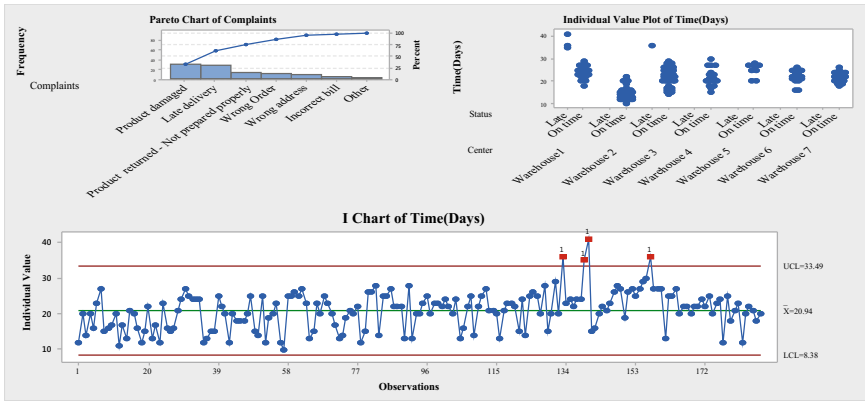 Pareto Chart of Complaints
Frequency
80
60
40
20
0
100
75
50
25
0
Percent
Complaints
Product damaged
Late delivery
Product returned - Not prepared properly
Wrong Order
Wrong address
Incorrect bill
Other
Individual Value Plot of Time(Days)
Time(Days)
40
30
20
10
Status
Late
On time
Late
On time
Late
On time
Late
On time
Late
On time
Late
On time
Late
On time
Center
Warehouse1
Warehouse 2
Warehouse 3
Warehouse 4
Warehouse 5
Warehouse 6
Warehouse 7
I Chart of Time(Days)
Individual Value
40
30
20
10
1
1
1
1
UCL=33.49
X̄=20.94
LCL=8.38
1
20
39
58
77
96
115
134
153
172
Observations